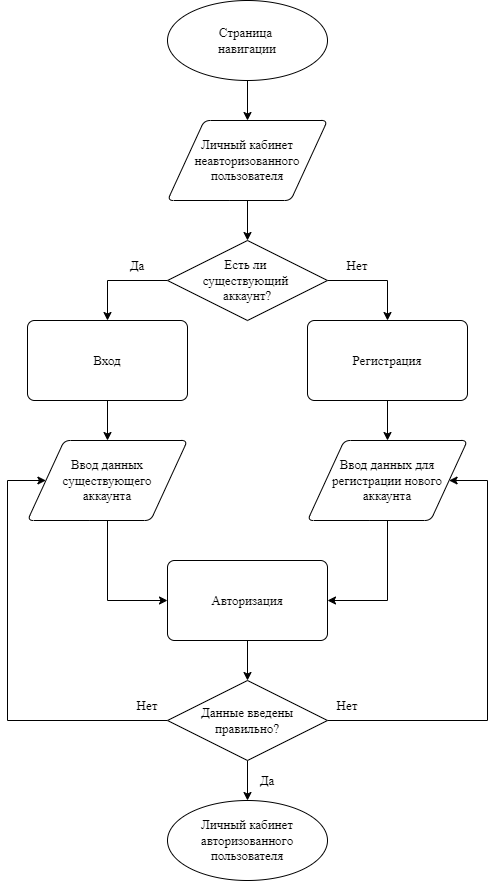 Страница
навигации
Личный кабинет
неавторизованного
пользователя
Есть ли
существующий
аккаунт?
Да
Нет
Вход
Регистрация
Ввод данных
существующего
аккаунта
Ввод данных для
регистрации нового
аккаунта
Авторизация
Данные введены
правильно?
Нет
Нет
Да
Личный кабинет
авторизованного
пользователя